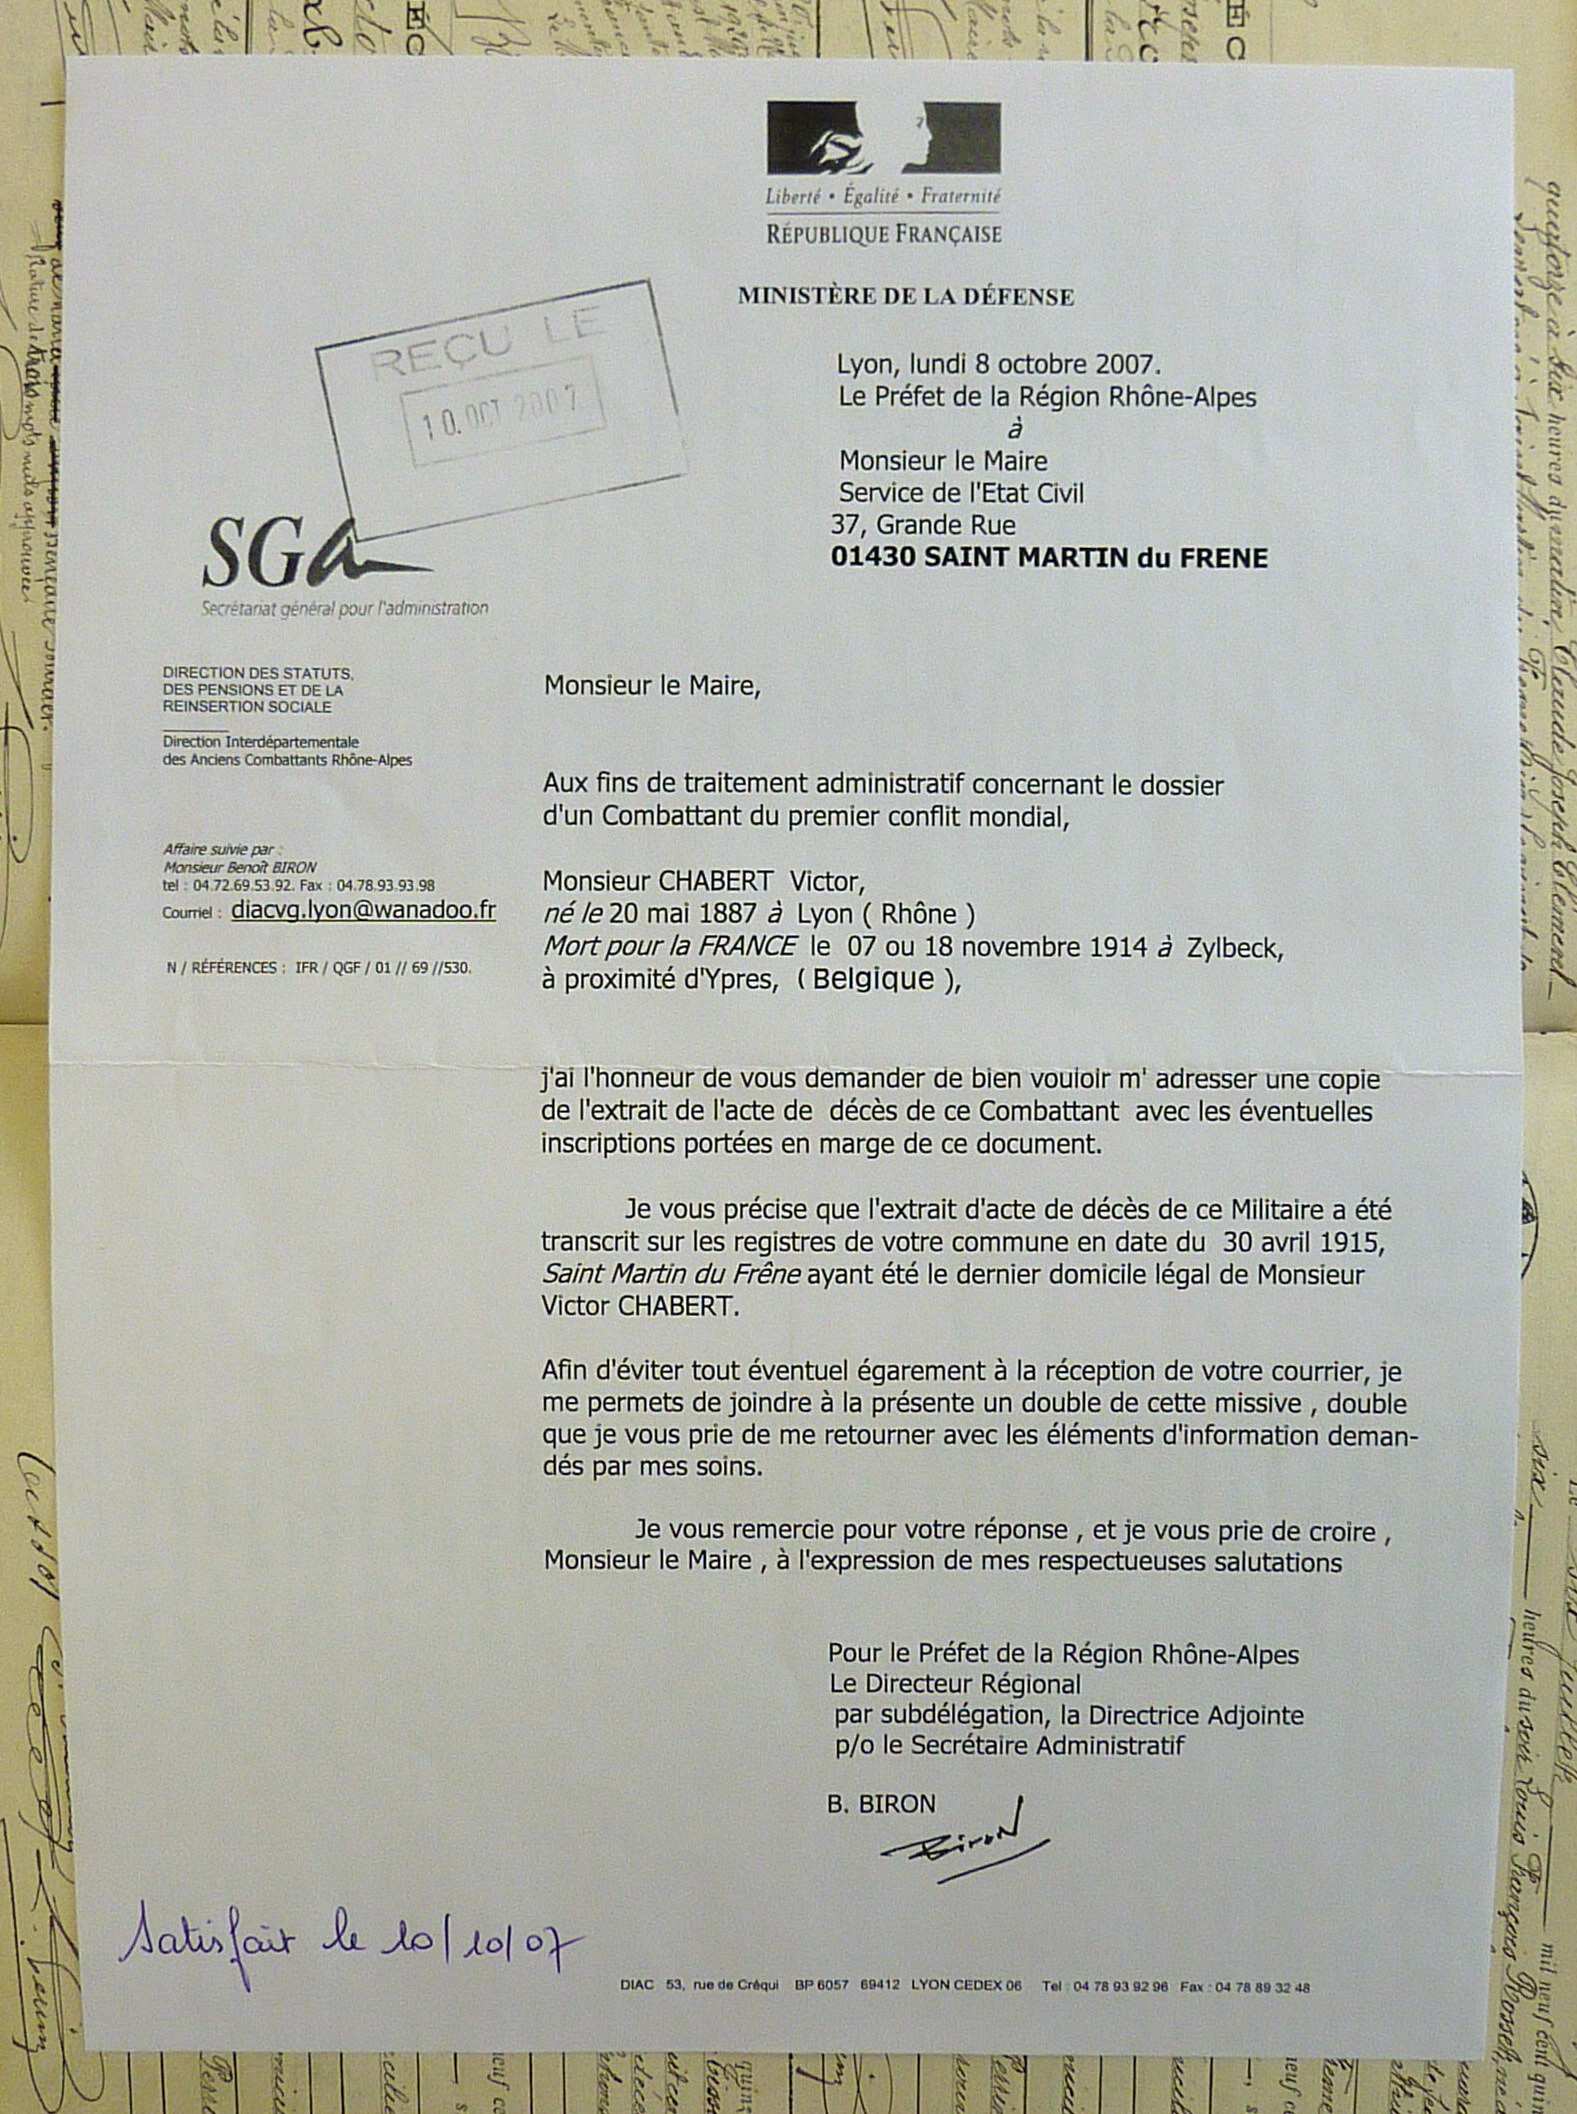 Liberté • Égalité • Fraternité
RÉPUBLIQUE FRANÇAISE
MINISTÈRE DE LA DÉFENSE
REÇU LE
10. OCT 2007
Lyon, lundi 8 octobre 2007.
Le Préfet de la Région Rhône-Alpes
à
Monsieur le Maire
Service de l'Etat Civil
37, Grande Rue
01430 SAINT MARTIN du FRENE
SGa
Secrétariat général pour l'administration
DIRECTION DES STATUTS,
DES PENSIONS ET DE LA
REINSERTION SOCIALE
Direction Interdépartementale
des Anciens Combattants Rhône-Alpes
Affaire suivie par :
Monsieur Benoît BIRON
tel : 04.72.69.53.92. Fax : 04.78.93.93.98
Courriel : diacvg.lyon@wanadoo.fr
N / RÉFÉRENCES : IFR / QGF / 01 // 69 //530.
Monsieur le Maire,
Aux fins de traitement administratif concernant le dossier
d'un Combattant du premier conflit mondial,
Monsieur CHABERT Victor,
né le 20 mai 1887 à Lyon ( Rhône )
Mort pour la FRANCE le 07 ou 18 novembre 1914 à Zylbeck,
à proximité d'Ypres, ( Belgique ),
j'ai l'honneur de vous demander de bien vouloir m' adresser une copie
de l'extrait de l'acte de décès de ce Combattant avec les éventuelles
inscriptions portées en marge de ce document.
Je vous précise que l'extrait d'acte de décès de ce Militaire a été
transcrit sur les registres de votre commune en date du 30 avril 1915,
Saint Martin du Frêne ayant été le dernier domicile légal de Monsieur
Victor CHABERT.
Afin d'éviter tout éventuel égarement à la réception de votre courrier, je
me permets de joindre à la présente un double de cette missive , double
que je vous prie de me retourner avec les éléments d'information deman-
dés par mes soins.
Je vous remercie pour votre réponse , et je vous prie de croire ,
Monsieur le Maire , à l'expression de mes respectueuses salutations
Pour le Préfet de la Région Rhône-Alpes
Le Directeur Régional
par subdélégation, la Directrice Adjointe
p/o le Secrétaire Administratif
B. BIRON
Biron
Satisfait le 10/10/07
DIAC 53, rue de Créqui BP 6057 69412 LYON CEDEX 06 Tel : 04 78 93 92 96 Fax : 04 78 89 32 48